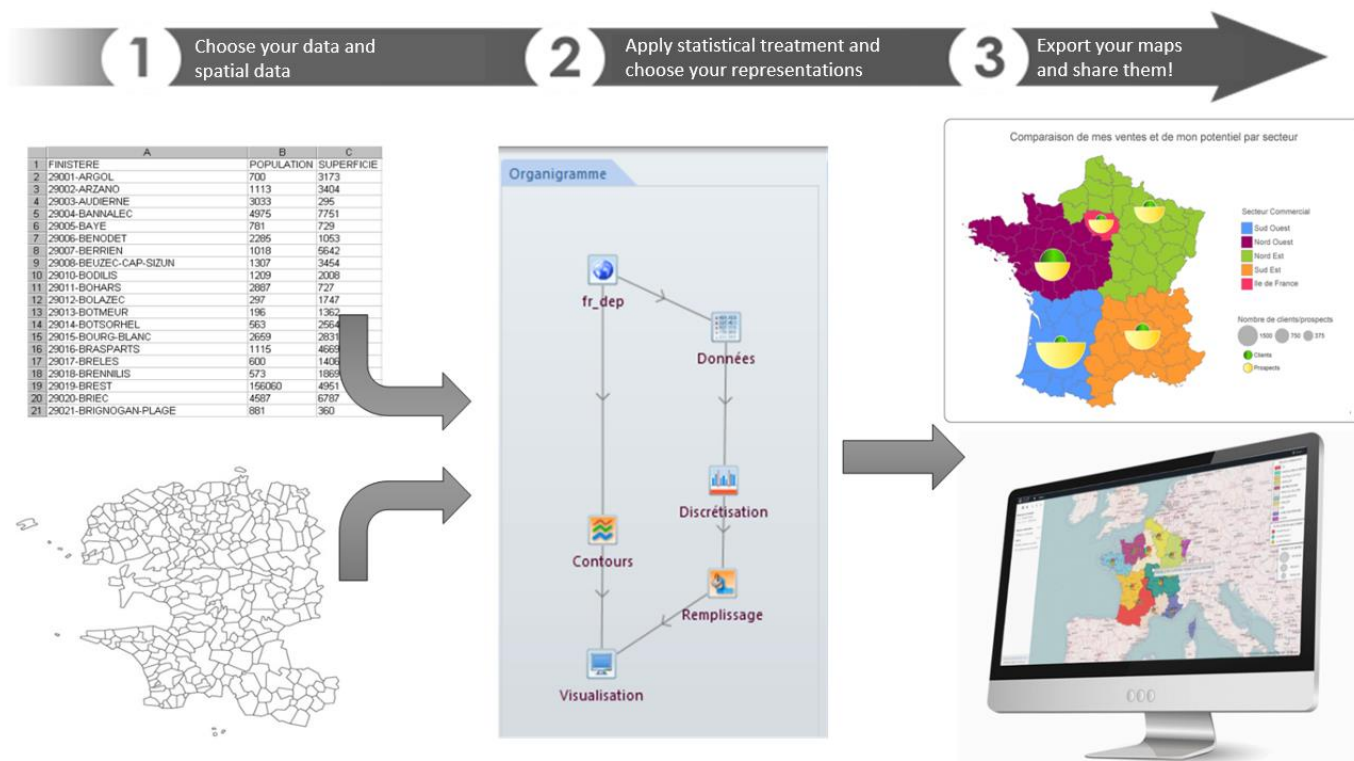 1
Choose your data and
spatial data
2
Apply statistical treatment and
choose your representations
3
Export your maps
and share them!
A B C
1 FINISTERE POPULATION SUPERFICIE
2 29001-ARGOL 700 3173
3 29002-ARZANO 1113 3404
4 29003-AUDIERNE 3033 295
5 29004-BANNALEC 4975 7751
6 29005-BAYE 781 729
7 29006-BENODET 2285 1053
8 29007-BERRIEN 1018 5642
9 29008-BEUZEC-CAP-SIZUN 1307 3454
10 29010-BODILIS 1209 2008
11 29011-BOHARS 2887 727
12 29012-BOLAZEC 297 1747
13 29013-BOTMEUR 196 1362
14 29014-BOTSORHEL 563 2564
15 29015-BOURG-BLANC 2659 2831
16 29016-BRASPARTS 1115 4669
17 29017-BRELES 600 1406
18 29018-BRENNILIS 573 1869
19 29019-BREST 156060 4951
20 29020-BRIEC 4587 6787
21 29021-BRIGNOGAN-PLAGE 881 360
Organigramme
fr_dep
Données
Discrétisation
Contours
Remplissage
Visualisation
Comparaison de mes ventes et de mon potentiel par secteur
Secteur Commercial
Sud Ouest
Nord Ouest
Nord Est
Sud Est
Ile de France
Nombre de clients/prospects
1500 750 375
Clients
Prospects